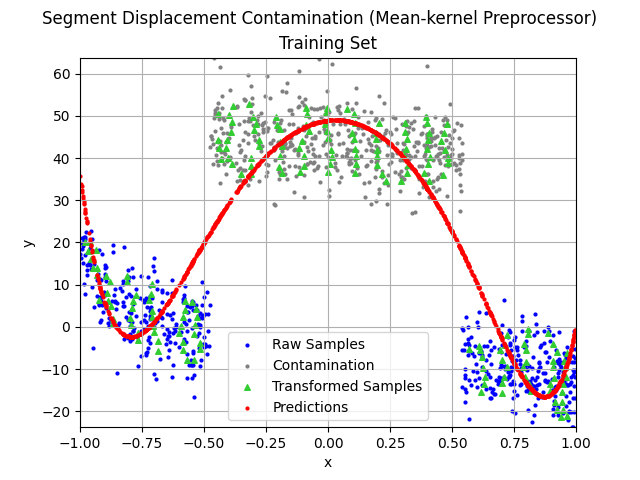 Segment Displacement Contamination (Mean-kernel Preprocessor)
Training Set
60
50
40
30
20
10
0
−10
−20
y
Raw Samples
Contamination
Transformed Samples
Predictions
−1.00 −0.75 −0.50 −0.25 0.00 0.25 0.50 0.75 1.00
x